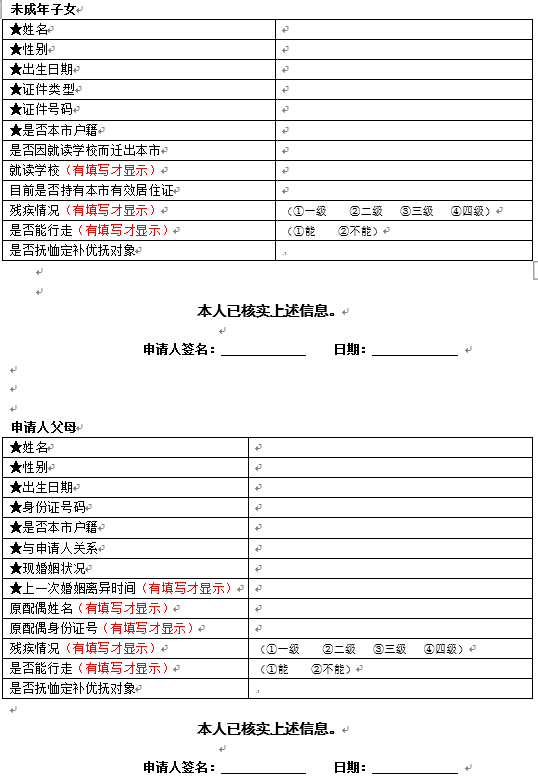 未成年子女
★姓名
★性别
★出生日期
★证件类型
★证件号码
★是否本市户籍
是否因就读学校而迁出本市
就读学校（有填写才显示）
目前是否持有本市有效居住证
残疾情况（有填写才显示） （①一级 ②二级 ③三级 ④四级）
是否能行走（有填写才显示） （①能 ②不能）
是否抚恤定补优抚对象
本人已核实上述信息。
申请人签名：____________ 日期：____________
申请人父母
★姓名
★性别
★出生日期
★身份证号码
★是否本市户籍
★与申请人关系
★现婚姻状况
★上一次婚姻离异时间（有填写才显示）
原配偶姓名（有填写才显示）
原配偶身份证号（有填写才显示）
残疾情况（有填写才显示） （①一级 ②二级 ③三级 ④四级）
是否能行走（有填写才显示） （①能 ②不能）
是否抚恤定补优抚对象
本人已核实上述信息。
申请人签名：____________ 日期：____________